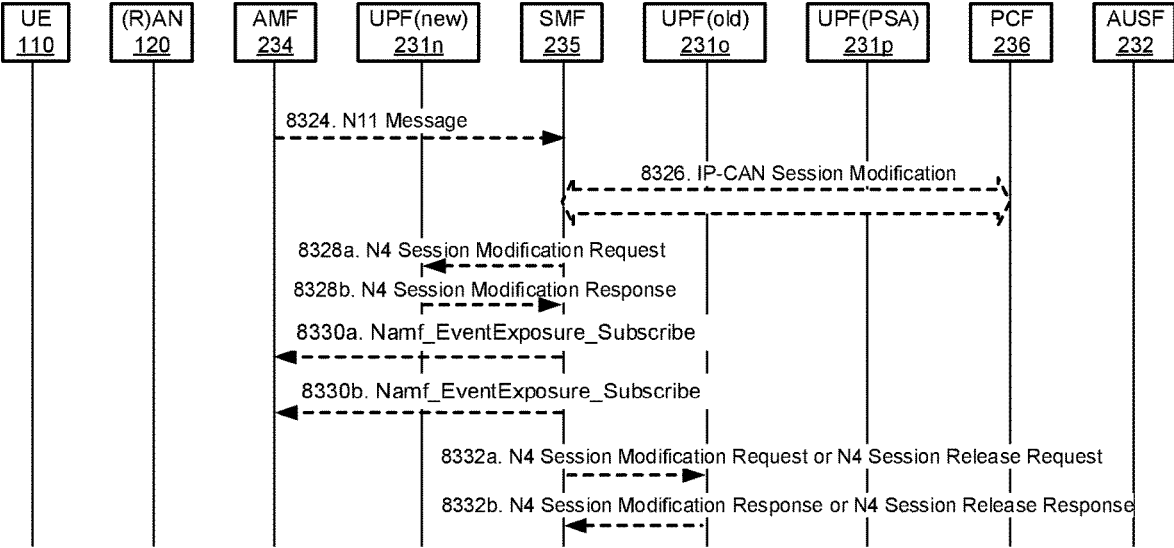 UE (R)AN AMF UPF(new) SMF UPF(old) UPF(PSA) PCF AUSF
110 120 234 231n 235 231o 231p 236 232
8324. N11 Message
8326. IP-CAN Session Modification
8328a. N4 Session Modification Request
8328b. N4 Session Modification Response
8330a. Namf_EventExposure_Subscribe
8330b. Namf_EventExposure_Subscribe
8332a. N4 Session Modification Request or N4 Session Release Request
8332b. N4 Session Modification Response or N4 Session Release Response